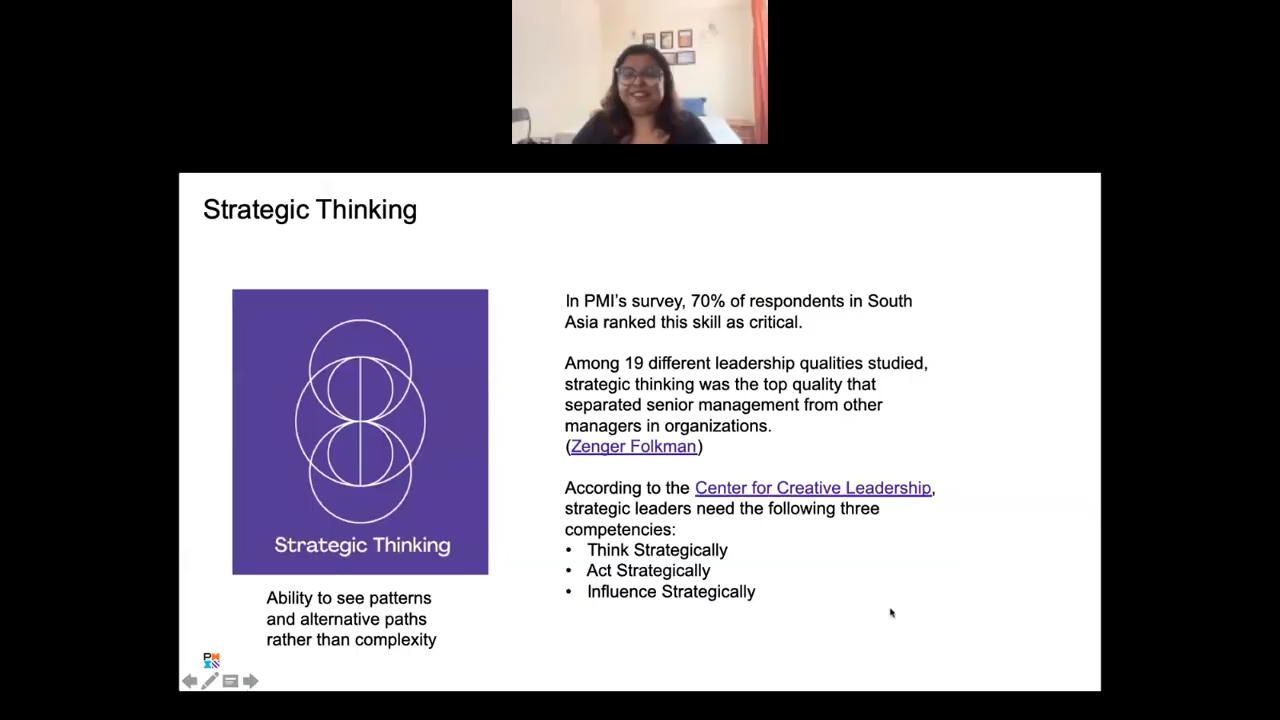 Strategic Thinking
In PMI's survey, 70% of respondents in South
Asia ranked this skill as critical.
Among 19 different leadership qualities studied,
strategic thinking was the top quality that
separated senior management from other
managers in organizations.
(Zenger Folkman)
According to the Center for Creative Leadership,
strategic leaders need the following three
competencies:
• Think Strategically
• Act Strategically
• Influence Strategically
Strategic Thinking
Ability to see patterns
and alternative paths
rather than complexity